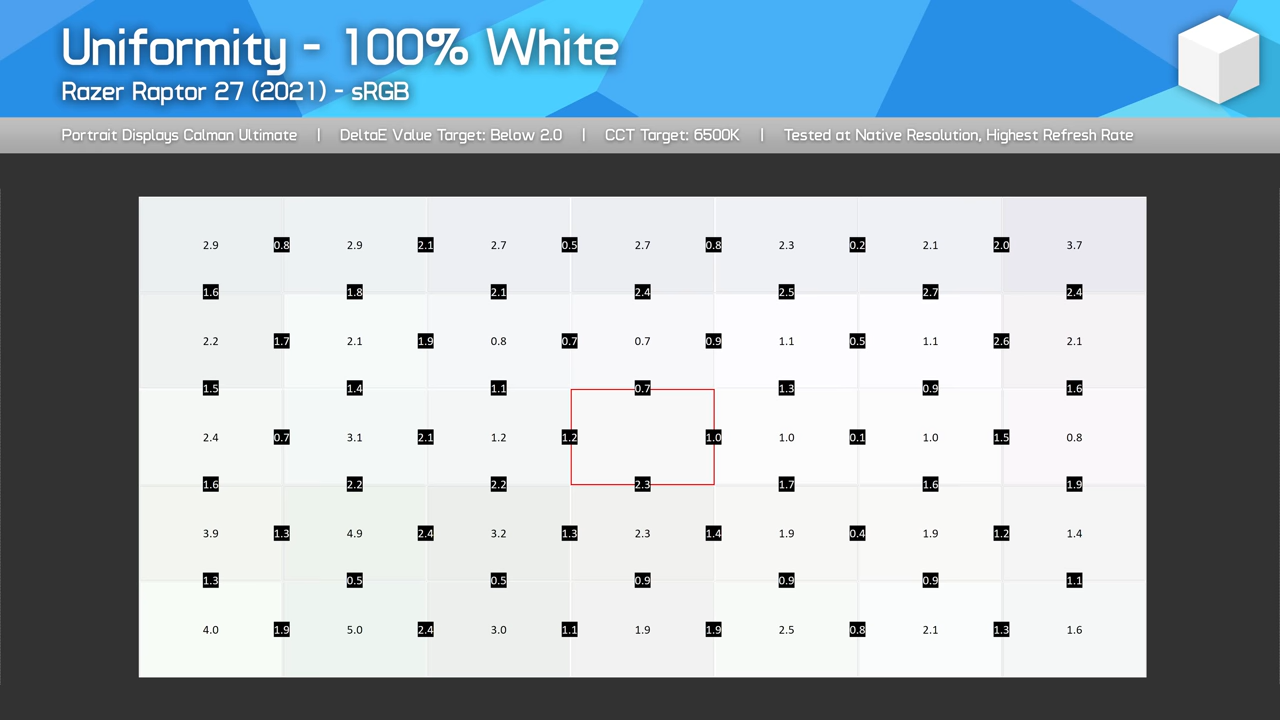 Uniformity - 100% White
Razer Raptor 27 (2021) - sRGB
Portrait Displays Calman Ultimate | DeltaE Value Target: Below 2.0 | CCT Target: 6500K | Tested at Native Resolution, Highest Refresh Rate
2.9 0.8 2.9 2.1 2.7 0.5 2.7 0.8 2.3 0.2 2.1 2.0 3.7
1.6 1.8 2.1 2.4 2.5 2.7 2.4
2.2 1.7 2.1 1.9 0.8 0.7 0.7 0.9 1.1 0.5 1.1 2.6 2.1
1.5 1.4 1.1 0.7 1.3 0.9 1.6
2.4 0.7 3.1 2.1 1.2 1.2 1.0 1.0 0.1 1.0 1.5 0.8
1.6 2.2 2.2 2.3 1.7 1.6 1.9
3.9 1.3 4.9 2.4 3.2 1.3 2.3 1.4 1.9 0.4 1.9 1.2 1.4
1.3 0.5 0.5 0.9 0.9 0.9 1.1
4.0 1.9 5.0 2.4 3.0 1.1 1.9 1.9 2.5 0.8 2.1 1.3 1.6